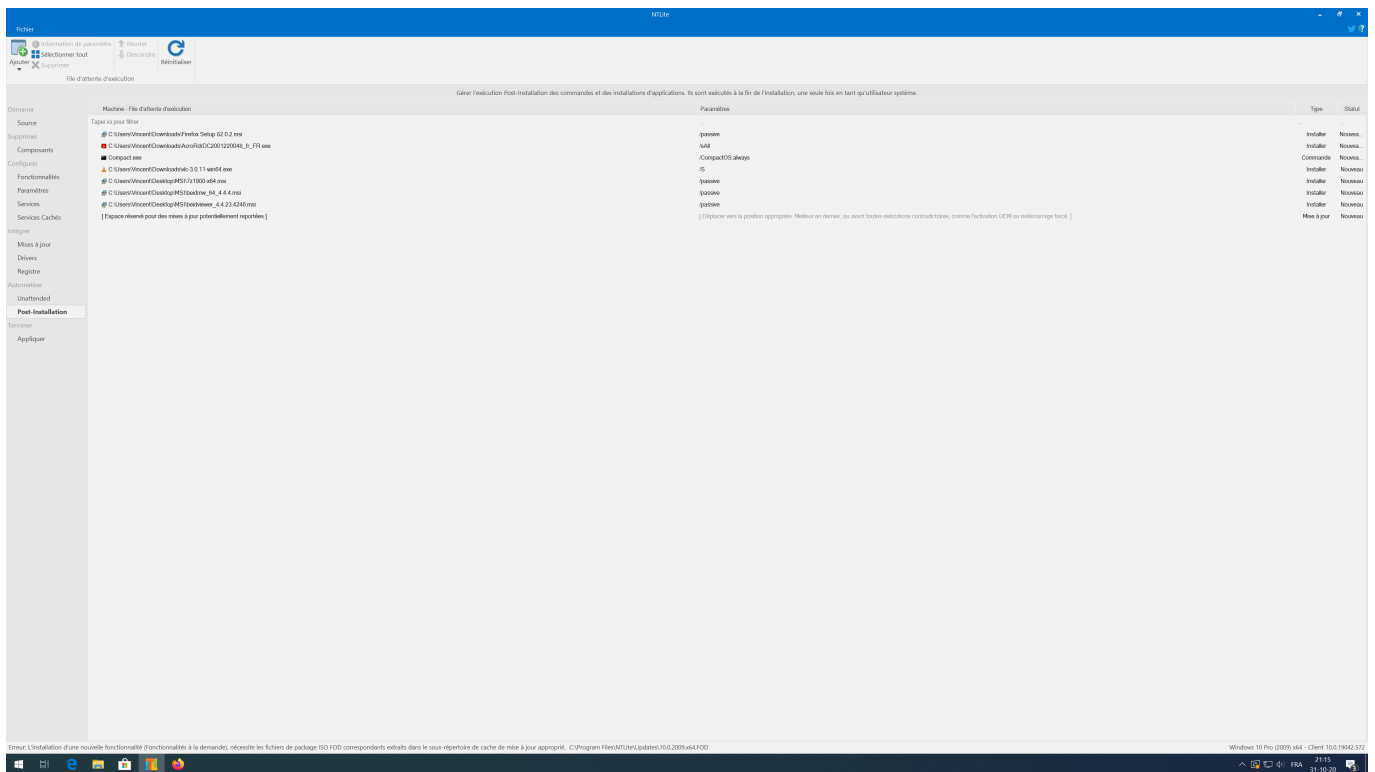 NTLite
Fichier
Ajouter
Information de paramètre
Sélectionner tout
Supprimer
Monter
Descendre
Réinitialiser
File d'attente d'exécution
Gérer l'exécution Post-Installation des commandes et des installations d'applications. Ils sont exécutés à la fin de l'installation, une seule fois en tant qu'utilisateur système.
Démarrer
Source
Supprimer
Composants
Configurer
Fonctionnalités
Paramètres
Services
Services Cachés
Intégrer
Mises à jour
Drivers
Registre
Automatiser
Unattended
Post-Installation
Terminer
Appliquer
Machine - File d'attente d'exécution Paramètres Type Statut
Taper ici pour filtrer ... ... ...
C:\Users\Vincent\Downloads\Firefox Setup 82.0.2.msi /passive Installer Nouvea...
C:\Users\Vincent\Downloads\AcroRdrDC2001220048_fr_FR.exe /sAll Installer Nouvea...
Compact.exe /CompactOS:always Commande Nouvea...
C:\Users\Vincent\Downloads\vlc-3.0.11-win64.exe /S Installer Nouveau
C:\Users\Vincent\Desktop\MSI\7z1900-x64.msi /passive Installer Nouveau
C:\Users\Vincent\Desktop\MSI\beidmw_64_4.4.4.msi /passive Installer Nouveau
C:\Users\Vincent\Desktop\MSI\beidviewer_4.4.23.4246.msi /passive Installer Nouveau
[ Espace réservé pour des mises à jour potentiellement reportées ] [ Déplacer vers la position appropriée. Meilleur en dernier, ou avant toutes exécutions contradictoires, comme l'activation OEM ou redémarrage forcé. ] Mise à jour Nouveau
Erreur: L'installation d'une nouvelle fonctionnalité (Fonctionnalités à la demande), nécessite les fichiers de package ISO FOD correspondants extraits dans le sous-répertoire de cache de mise à jour approprié. C:\Program Files\NTLite\Updates\10.0.2009.x64.FOD
Windows 10 Pro (2009) x64 - Client 10.0.19042.572
FRA
21:15
31-10-20
3